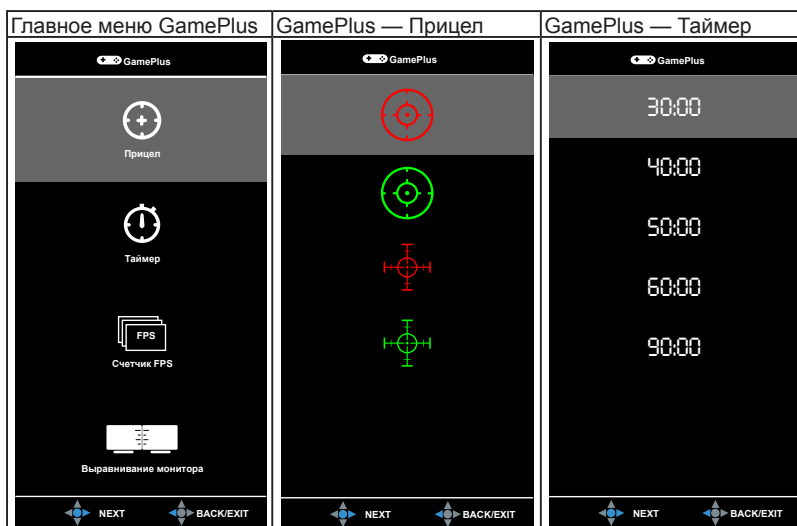 Главное меню GamePlus
GamePlus
Прицел
Таймер
FPS
Счетчик FPS
Выравнивание монитора
NEXT BACK/EXIT
GamePlus — Прицел
GamePlus
NEXT BACK/EXIT
GamePlus — Таймер
GamePlus
30:00
40:00
50:00
60:00
90:00
NEXT BACK/EXIT